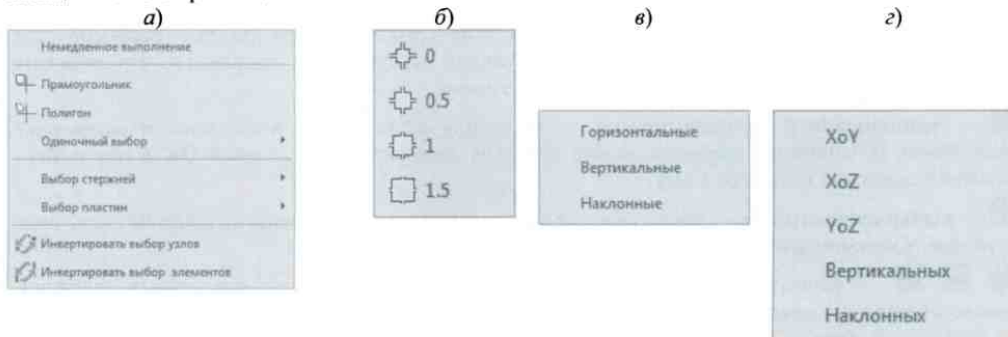 а)
Немедленное выполнение
Прямоугольник
Полигон
Одиночный выбор
Выбор стержней
Выбор пластин
Инвертировать выбор узлов
Инвертировать выбор элементов
б)
0
0.5
1
1.5
в)
Горизонтальные
Вертикальные
Наклонные
г)
XoY
XoZ
YoZ
Вертикальных
Наклонных